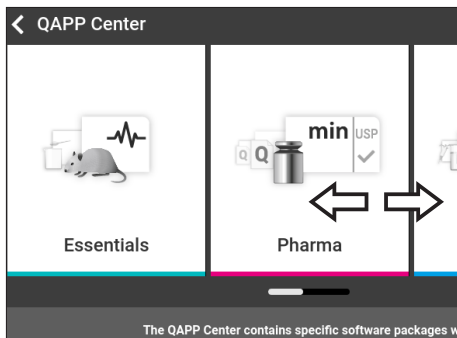 QAPP Center
min USP
Q Q
Essentials
Pharma
The QAPP Center contains specific software packages w